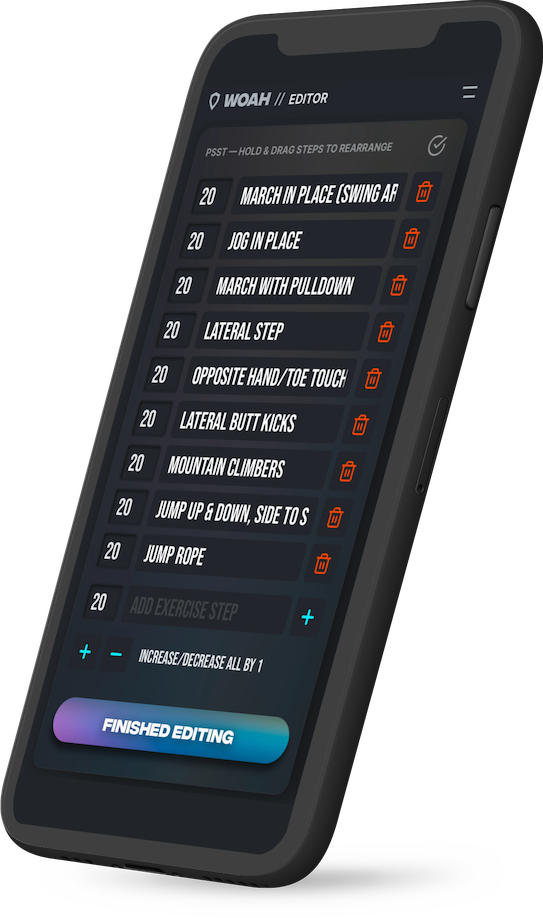 WOAH // EDITOR
PSST — HOLD & DRAG STEPS TO REARRANGE
20 MARCH IN PLACE (SWING AR
20 JOG IN PLACE
20 MARCH WITH PULLDOWN
20 LATERAL STEP
20 OPPOSITE HAND/TOE TOUCH
20 LATERAL BUTT KICKS
20 MOUNTAIN CLIMBERS
20 JUMP UP & DOWN, SIDE TO S
20 JUMP ROPE
20 ADD EXERCISE STEP +
+ − INCREASE/DECREASE ALL BY 1
FINISHED EDITING